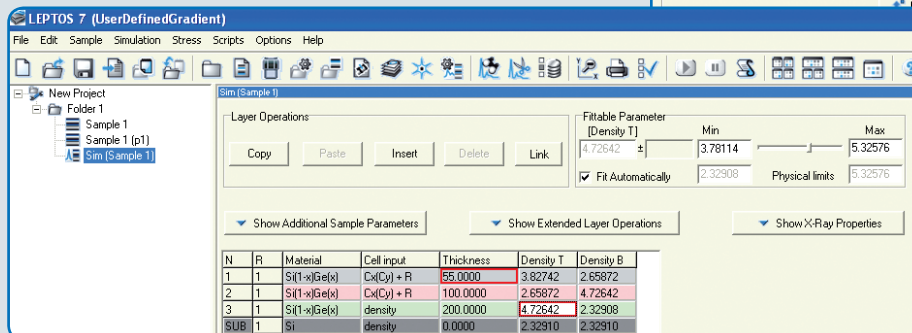 LEPTOS 7 (UserDefinedGradient)
File Edit Sample Simulation Stress Scripts Options Help
New Project
Folder 1
Sample 1
Sample 1 (p1)
Sim (Sample 1)
Sim (Sample 1)
Layer Operations
Copy Paste Insert Delete Link
Fittable Parameter
[Density T] Min Max
4.72642 ± 3.78114 5.32576
Fit Automatically 2.32908 Physical limits 5.32576
Show Additional Sample Parameters Show Extended Layer Operations Show X-Ray Properties
N R Material Cell input Thickness Density T Density B
1 1 Si(1-x)Ge(x) Cx(Cy) + R 55.0000 3.82742 2.65872
2 1 Si(1-x)Ge(x) Cx(Cy) + R 100.0000 2.65872 4.72642
3 1 Si(1-x)Ge(x) density 200.0000 4.72642 2.32908
SUB 1 Si density 0.0000 2.32910 2.32910